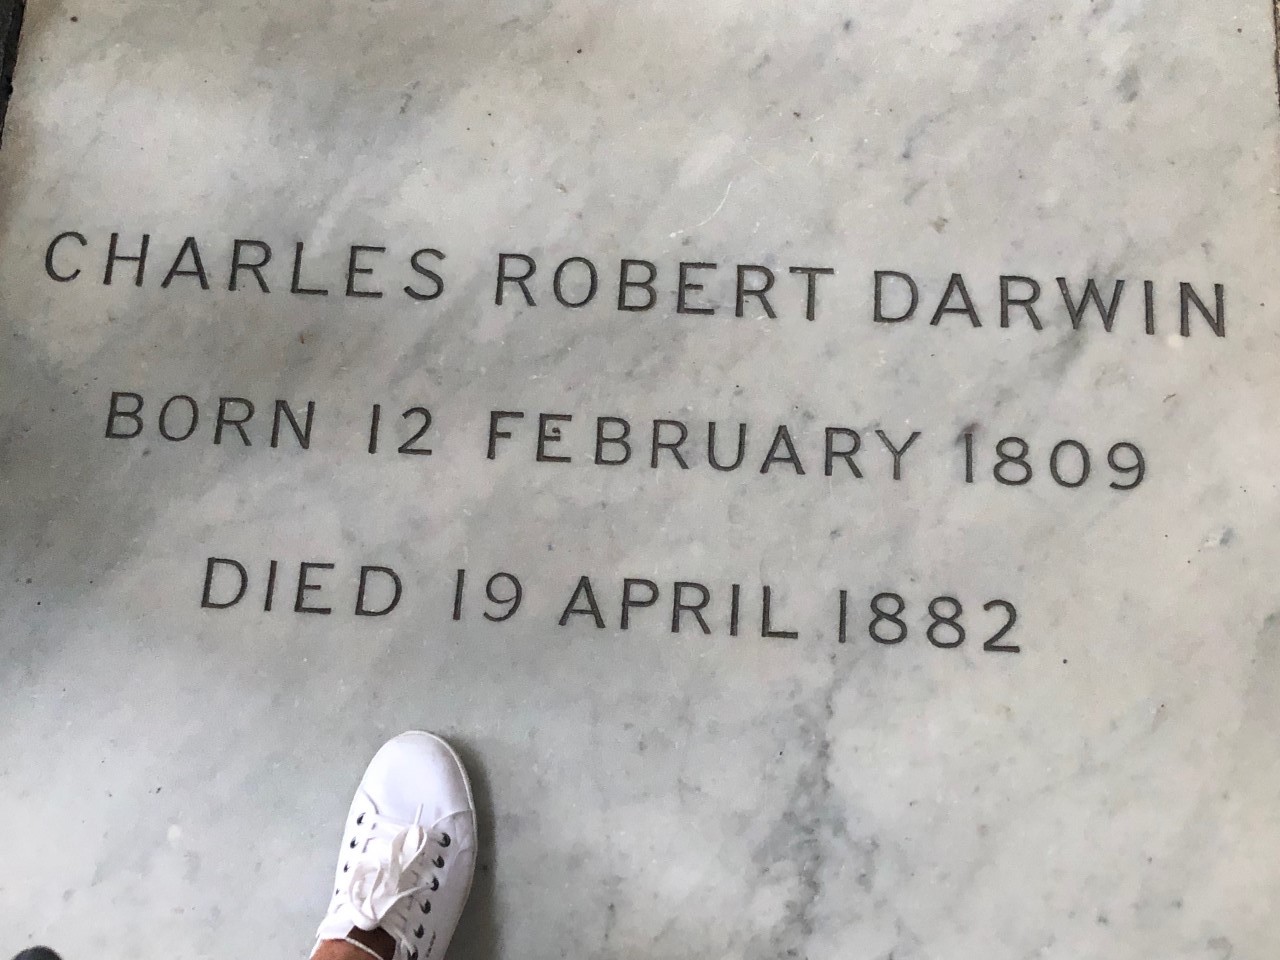 CHARLES ROBERT DARWIN
BORN 12 FEBRUARY 1809
DIED 19 APRIL 1882